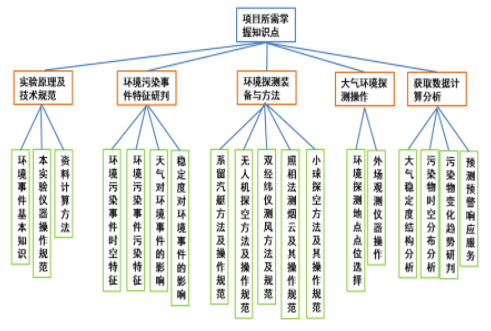 项目所需掌
握知识点
实验原理及
技术规范
环境污染事
件特征研判
环境探测装
备与方法
大气环境探
测操作
获取数据计
算分析
环境事件基本知识
本实验仪器操作规范
资料计算方法
环境污染事件时空特征
环境污染事件污染特征
天气对环境事件的影响
稳定度对环境事件的影响
系留汽艇方法及操作规范
无人机探空方法及操作规范
双经纬仪测风方法及规范
照相法测烟云及其操作规范
小球探空方法及其操作规范
环境探测地点点位选择
外场观测仪器操作
大气稳定度结构分析
污染物时空分布分析
污染物变化趋势研判
预测预警响应服务